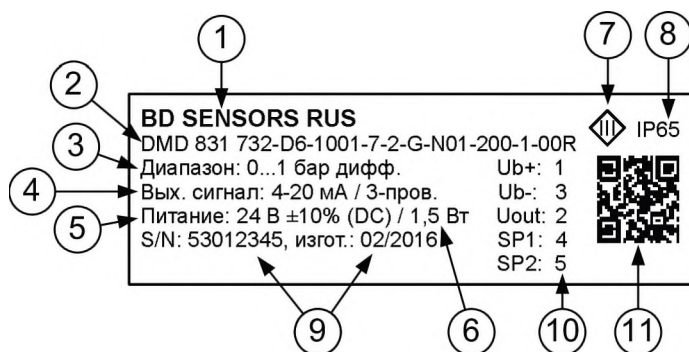 1
7
8
2
3
4
5
BD SENSORS RUS
DMD 831 732-D6-1001-7-2-G-N01-200-1-00R
Диапазон: 0...1 бар дифф.
Вых. сигнал: 4-20 мА / 3-пров.
Питание: 24 В ±10% (DC) / 1,5 Вт
S/N: 53012345, изгот.: 02/2016
Ub+: 1
Ub-: 3
Uout: 2
SP1: 4
SP2: 5
III
IP65
9
6
10
11